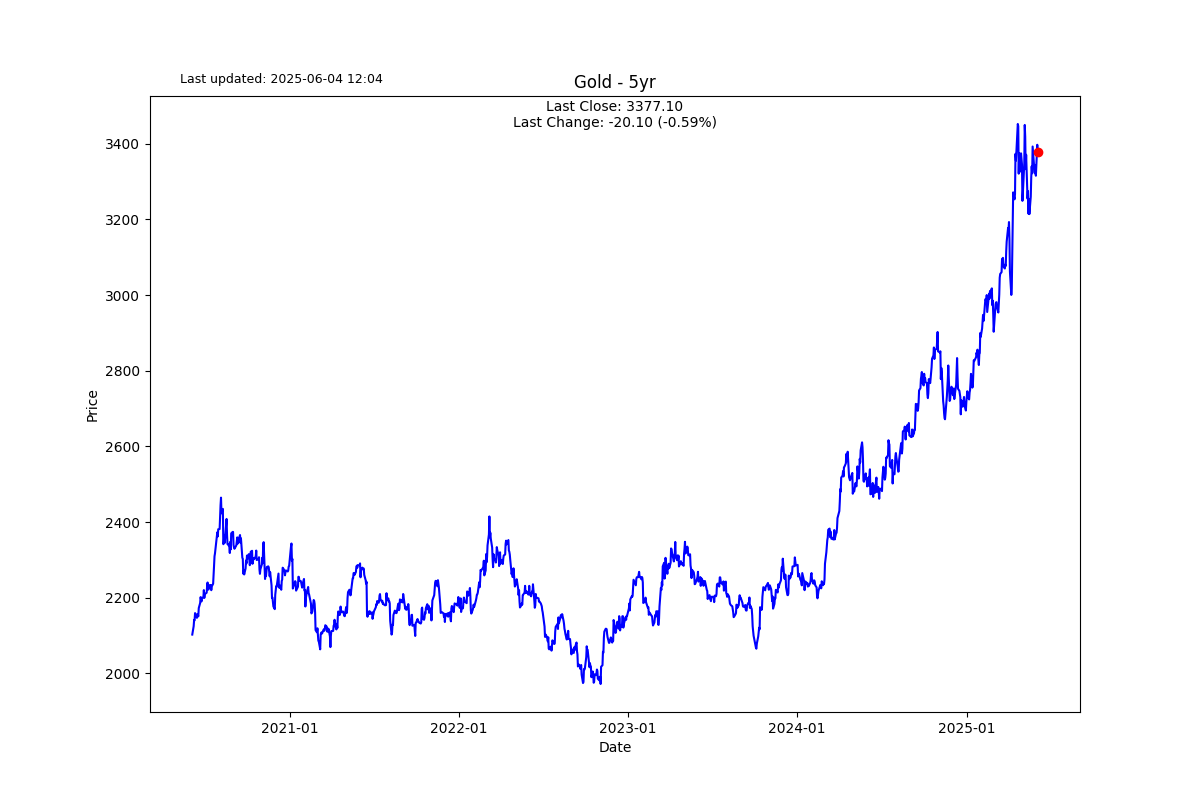 Last updated: 2025-06-04 12:04
Gold - 5yr
Last Close: 3377.10
Last Change: -20.10 (-0.59%)
3400
3200
3000
2800
2600
2400
2200
2000
Price
2021-01
2022-01
2023-01
2024-01
2025-01
Date